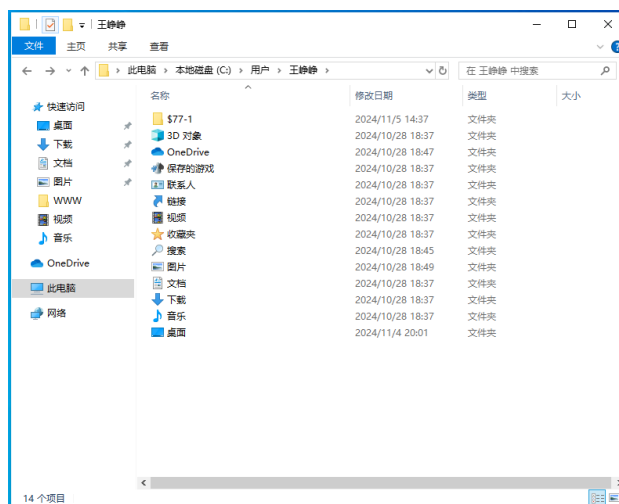 王峥峥
文件 主页 共享 查看
此电脑 › 本地磁盘 (C:) › 用户 › 王峥峥 ›
在 王峥峥 中搜索
快速访问
桌面
下载
文档
图片
WWW
视频
音乐
OneDrive
此电脑
网络
名称 修改日期 类型 大小
$77-1 2024/11/5 14:37 文件夹
3D 对象 2024/10/28 18:37 文件夹
OneDrive 2024/10/28 18:47 文件夹
保存的游戏 2024/10/28 18:37 文件夹
联系人 2024/10/28 18:37 文件夹
链接 2024/10/28 18:37 文件夹
视频 2024/10/28 18:37 文件夹
收藏夹 2024/10/28 18:37 文件夹
搜索 2024/10/28 18:45 文件夹
图片 2024/10/28 18:49 文件夹
文档 2024/10/28 18:37 文件夹
下载 2024/10/28 18:37 文件夹
音乐 2024/10/28 18:37 文件夹
桌面 2024/11/4 20:01 文件夹
14 个项目